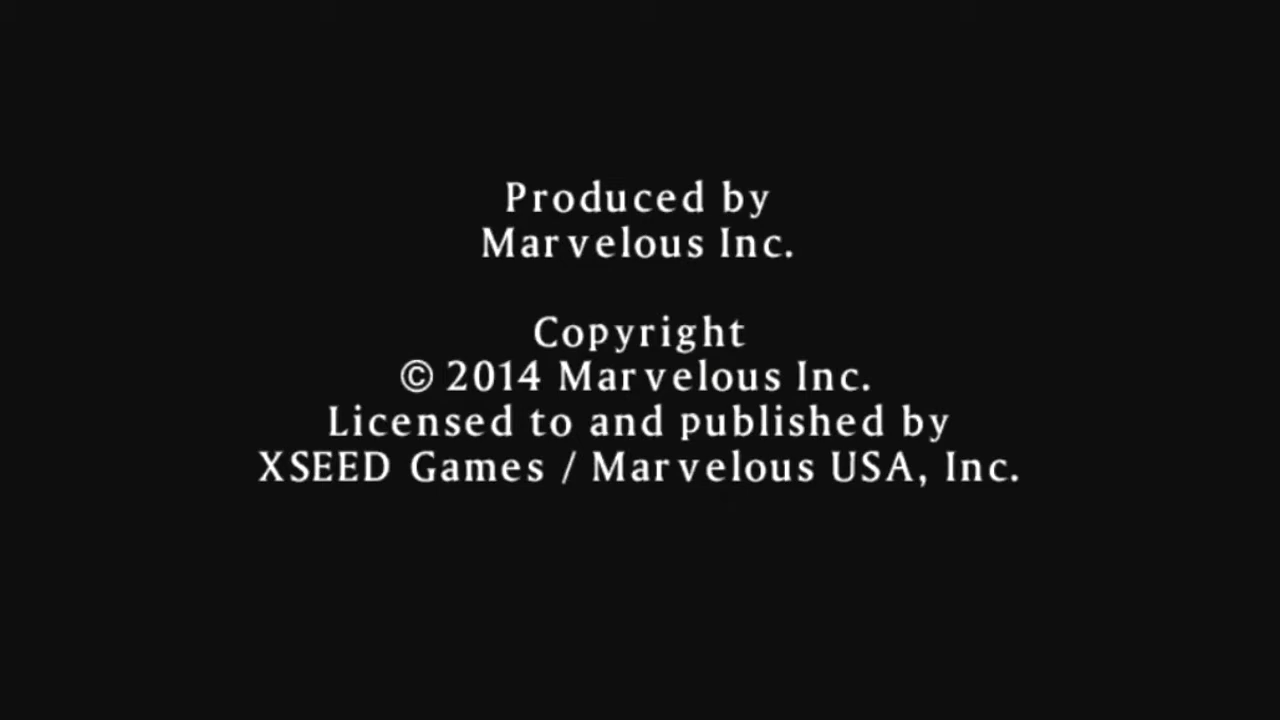 Produced by
Marvelous Inc.
Copyright
© 2014 Marvelous Inc.
Licensed to and published by
XSEED Games / Marvelous USA, Inc.